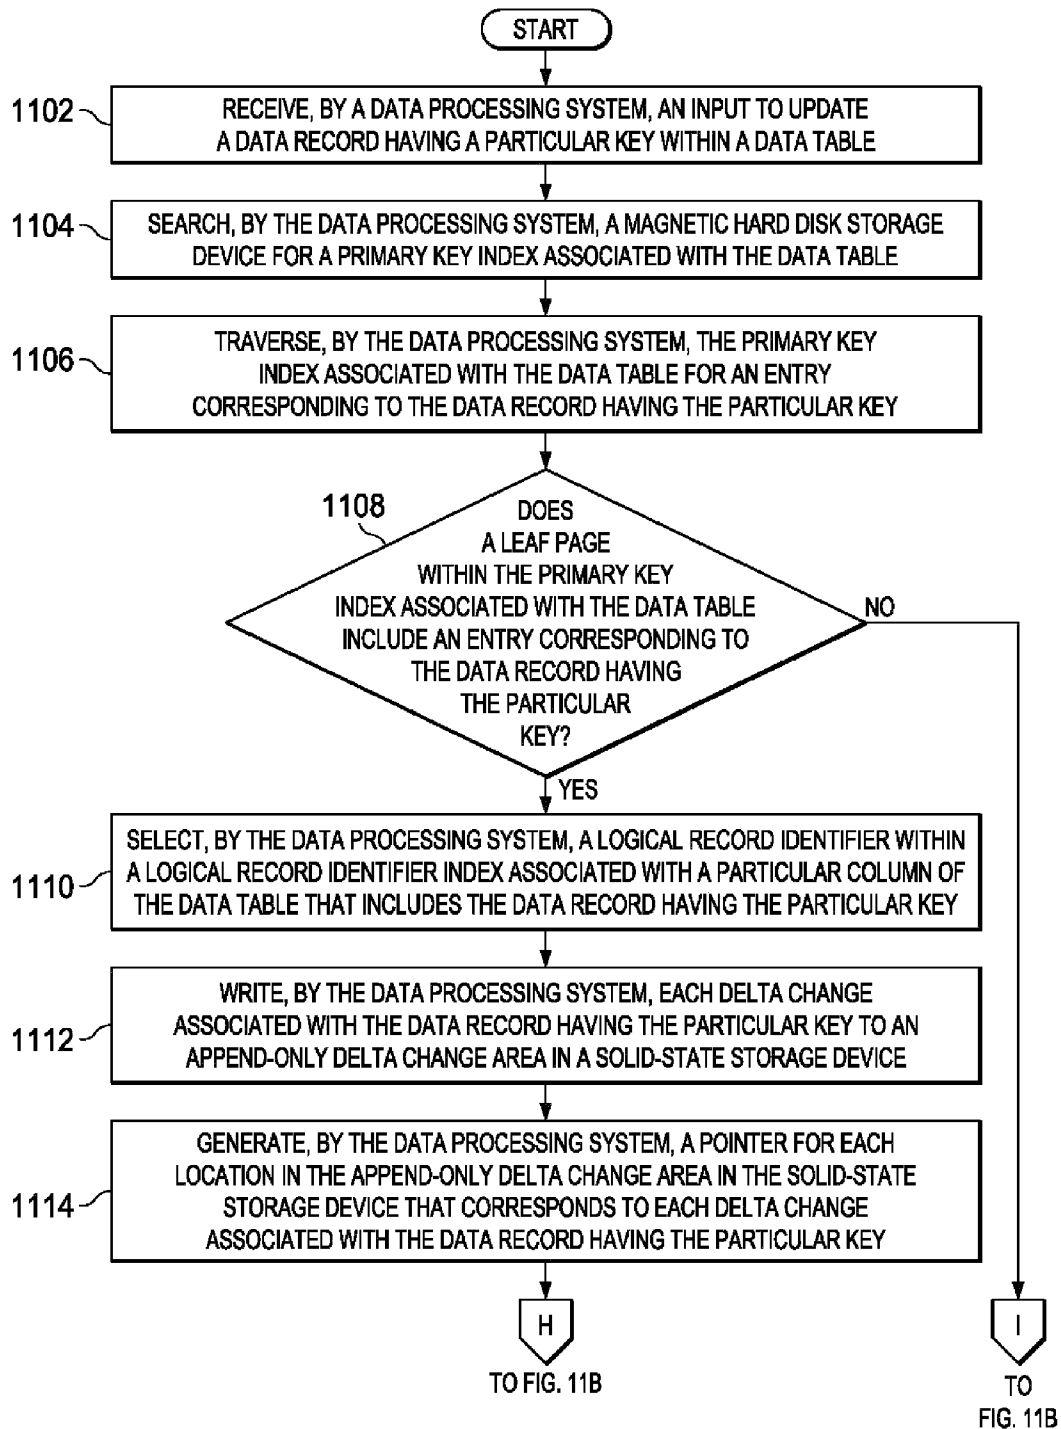 START
1102
RECEIVE, BY A DATA PROCESSING SYSTEM, AN INPUT TO UPDATE
A DATA RECORD HAVING A PARTICULAR KEY WITHIN A DATA TABLE
1104
SEARCH, BY THE DATA PROCESSING SYSTEM, A MAGNETIC HARD DISK STORAGE
DEVICE FOR A PRIMARY KEY INDEX ASSOCIATED WITH THE DATA TABLE
1106
TRAVERSE, BY THE DATA PROCESSING SYSTEM, THE PRIMARY KEY
INDEX ASSOCIATED WITH THE DATA TABLE FOR AN ENTRY
CORRESPONDING TO THE DATA RECORD HAVING THE PARTICULAR KEY
1108
DOES
A LEAF PAGE
WITHIN THE PRIMARY KEY
INDEX ASSOCIATED WITH THE DATA TABLE
INCLUDE AN ENTRY CORRESPONDING TO
THE DATA RECORD HAVING
THE PARTICULAR
KEY?
NO
YES
1110
SELECT, BY THE DATA PROCESSING SYSTEM, A LOGICAL RECORD IDENTIFIER WITHIN
A LOGICAL RECORD IDENTIFIER INDEX ASSOCIATED WITH A PARTICULAR COLUMN OF
THE DATA TABLE THAT INCLUDES THE DATA RECORD HAVING THE PARTICULAR KEY
1112
WRITE, BY THE DATA PROCESSING SYSTEM, EACH DELTA CHANGE
ASSOCIATED WITH THE DATA RECORD HAVING THE PARTICULAR KEY TO AN
APPEND-ONLY DELTA CHANGE AREA IN A SOLID-STATE STORAGE DEVICE
1114
GENERATE, BY THE DATA PROCESSING SYSTEM, A POINTER FOR EACH
LOCATION IN THE APPEND-ONLY DELTA CHANGE AREA IN THE SOLID-STATE
STORAGE DEVICE THAT CORRESPONDS TO EACH DELTA CHANGE
ASSOCIATED WITH THE DATA RECORD HAVING THE PARTICULAR KEY
H
TO FIG. 11B
I
TO
FIG. 11B